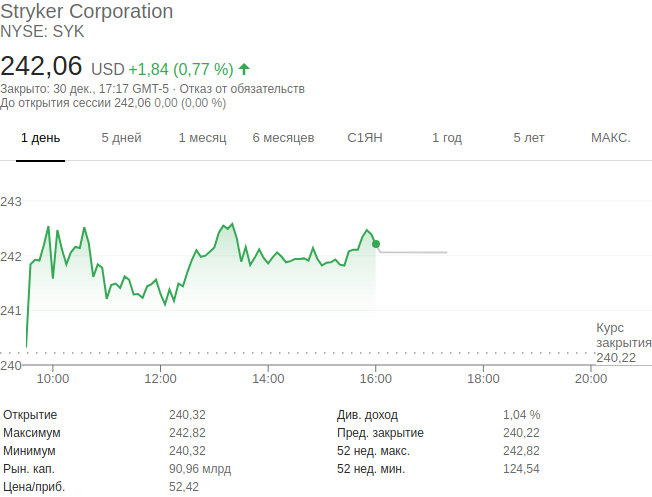 Stryker Corporation
NYSE: SYK
242,06 USD +1,84 (0,77 %)
Закрыто: 30 дек., 17:17 GMT-5 · Отказ от обязательств
До открытия сессии 242,06 0,00 (0,00 %)
1 день 5 дней 1 месяц 6 месяцев С1ЯН 1 год 5 лет МАКС.
243
242
241
Курс
закрытия
240,22
240
10:00 12:00 14:00 16:00 18:00 20:00
Открытие 240,32 Див. доход 1,04 %
Максимум 242,82 Пред. закрытие 240,22
Минимум 240,32 52 нед. макс. 242,82
Рын. кап. 90,96 млрд 52 нед. мин. 124,54
Цена/приб. 52,42